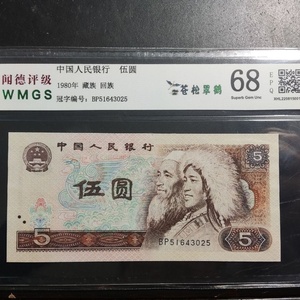 闻德评级
WMGS
中国人民银行 伍圆
1980年 藏族 回族
冠字编号: BP51643025
苍松翠鹤
68
Superb Gem Unc
E
P
Q
中国人民银行
伍圆
5
5
BP51643025